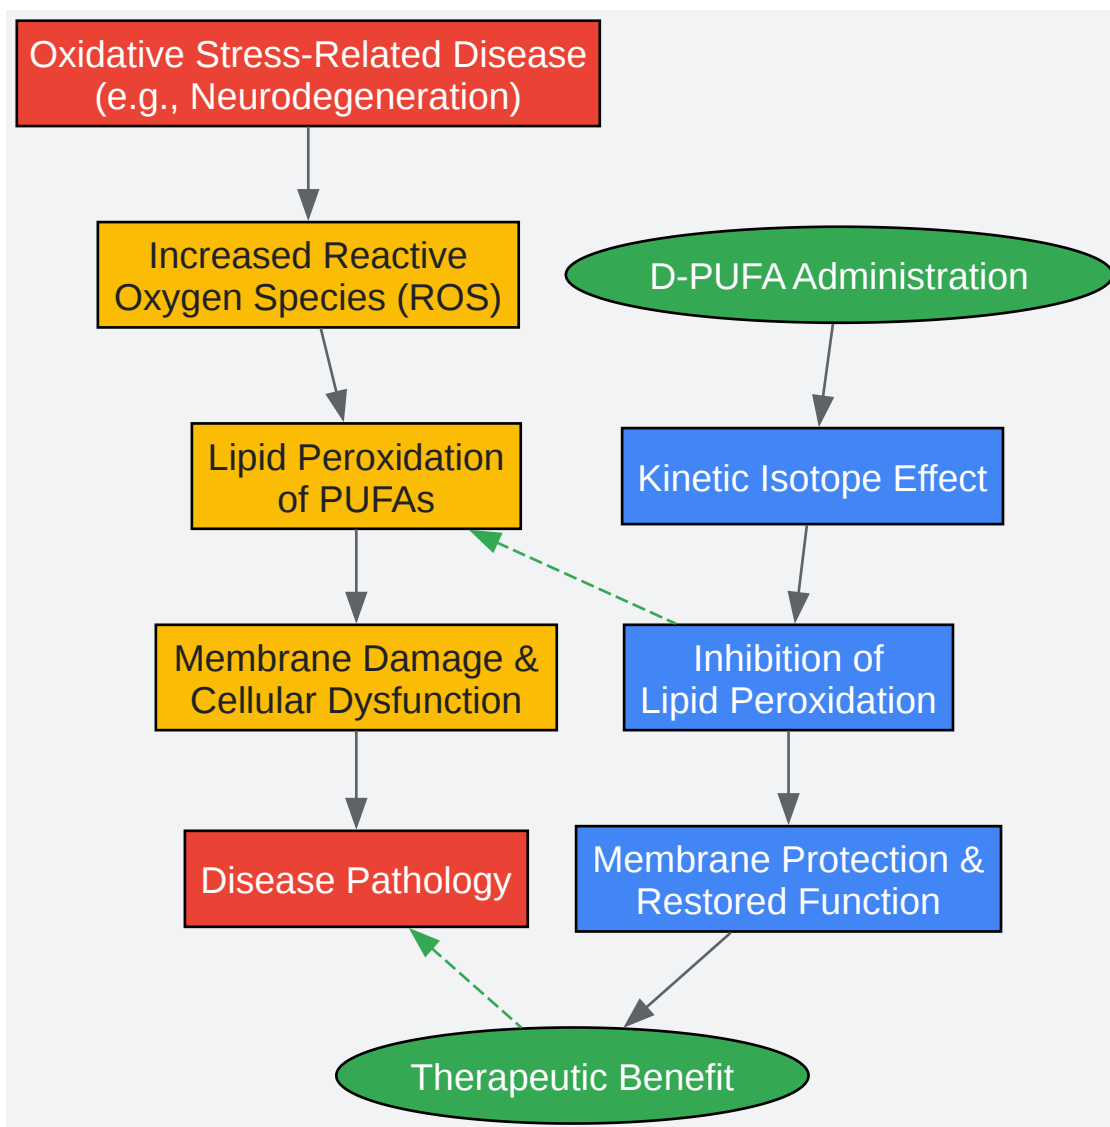 Oxidative Stress-Related Disease
(e.g., Neurodegeneration)
Increased Reactive
Oxygen Species (ROS)
D-PUFA Administration
Lipid Peroxidation
of PUFAs
Kinetic Isotope Effect
Membrane Damage &
Cellular Dysfunction
Inhibition of
Lipid Peroxidation
Disease Pathology
Membrane Protection &
Restored Function
Therapeutic Benefit